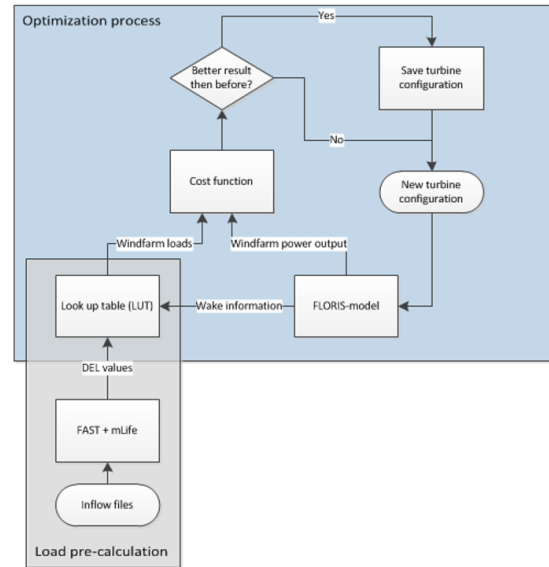 Optimization process
Yes
Better result
then before?
Save turbine
configuration
No
Cost function
New turbine
configuration
Windfarm loads
Windfarm power output
Look up table (LUT)
Wake information
FLORIS-model
DEL values
FAST + mLife
Inflow files
Load pre-calculation